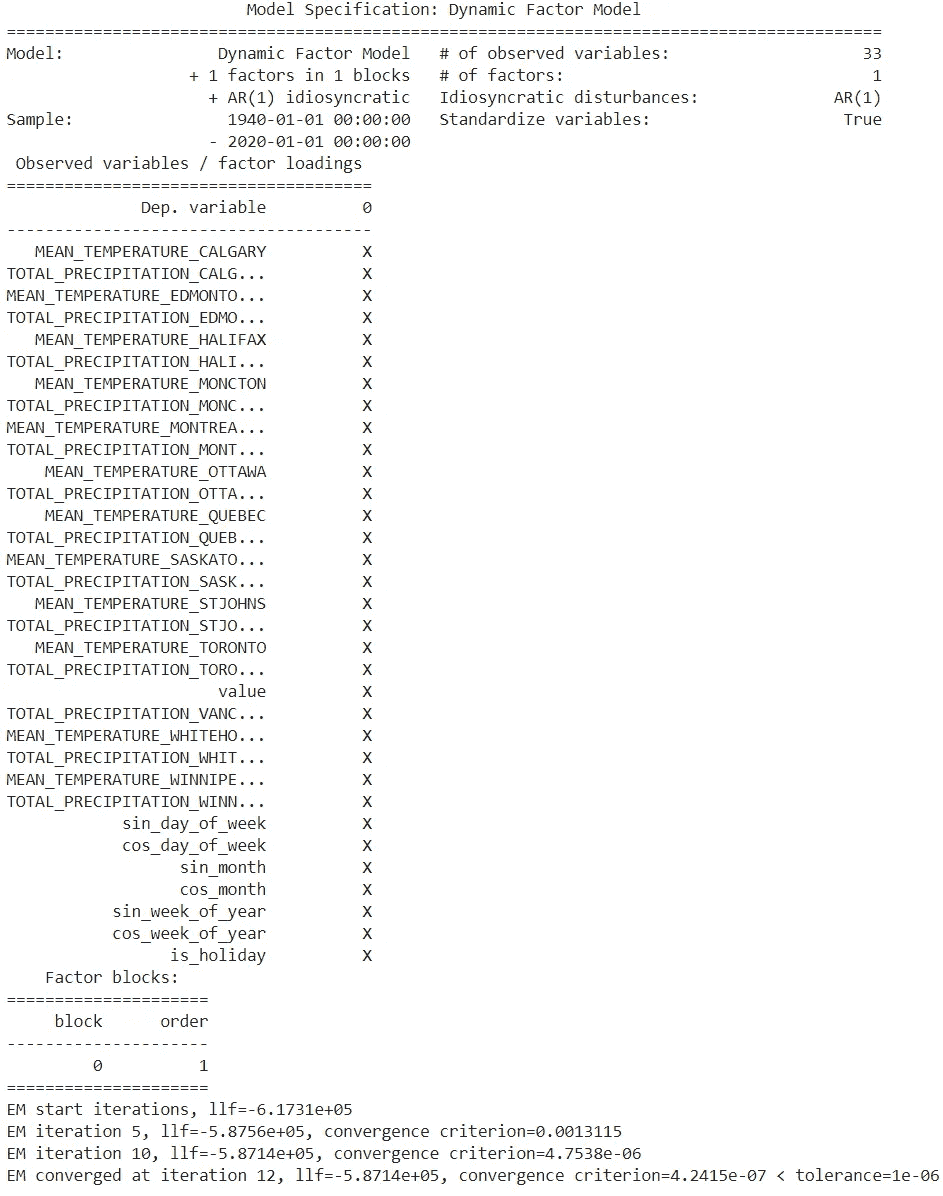 Model Specification: Dynamic Factor Model
==========================================================================================
Model: Dynamic Factor Model # of observed variables: 33
+ 1 factors in 1 blocks # of factors: 1
+ AR(1) idiosyncratic Idiosyncratic disturbances: AR(1)
Sample: 1940-01-01 00:00:00 Standardize variables: True
- 2020-01-01 00:00:00
Observed variables / factor loadings
======================================
Dep. variable 0
--------------------------------------
MEAN_TEMPERATURE_CALGARY X
TOTAL_PRECIPITATION_CALG... X
MEAN_TEMPERATURE_EDMONTO... X
TOTAL_PRECIPITATION_EDMO... X
MEAN_TEMPERATURE_HALIFAX X
TOTAL_PRECIPITATION_HALI... X
MEAN_TEMPERATURE_MONCTON X
TOTAL_PRECIPITATION_MONC... X
MEAN_TEMPERATURE_MONTREA... X
TOTAL_PRECIPITATION_MONT... X
MEAN_TEMPERATURE_OTTAWA X
TOTAL_PRECIPITATION_OTTA... X
MEAN_TEMPERATURE_QUEBEC X
TOTAL_PRECIPITATION_QUEB... X
MEAN_TEMPERATURE_SASKATO... X
TOTAL_PRECIPITATION_SASK... X
MEAN_TEMPERATURE_STJOHNS X
TOTAL_PRECIPITATION_STJO... X
MEAN_TEMPERATURE_TORONTO X
TOTAL_PRECIPITATION_TORO... X
value X
TOTAL_PRECIPITATION_VANC... X
MEAN_TEMPERATURE_WHITEHO... X
TOTAL_PRECIPITATION_WHIT... X
MEAN_TEMPERATURE_WINNIPE... X
TOTAL_PRECIPITATION_WINN... X
sin_day_of_week X
cos_day_of_week X
sin_month X
cos_month X
sin_week_of_year X
cos_week_of_year X
is_holiday X
Factor blocks:
=====================
block order
---------------------
0 1
=====================
EM start iterations, llf=-6.1731e+05
EM iteration 5, llf=-5.8756e+05, convergence criterion=0.0013115
EM iteration 10, llf=-5.8714e+05, convergence criterion=4.7538e-06
EM converged at iteration 12, llf=-5.8714e+05, convergence criterion=4.2415e-07 < tolerance=1e-06